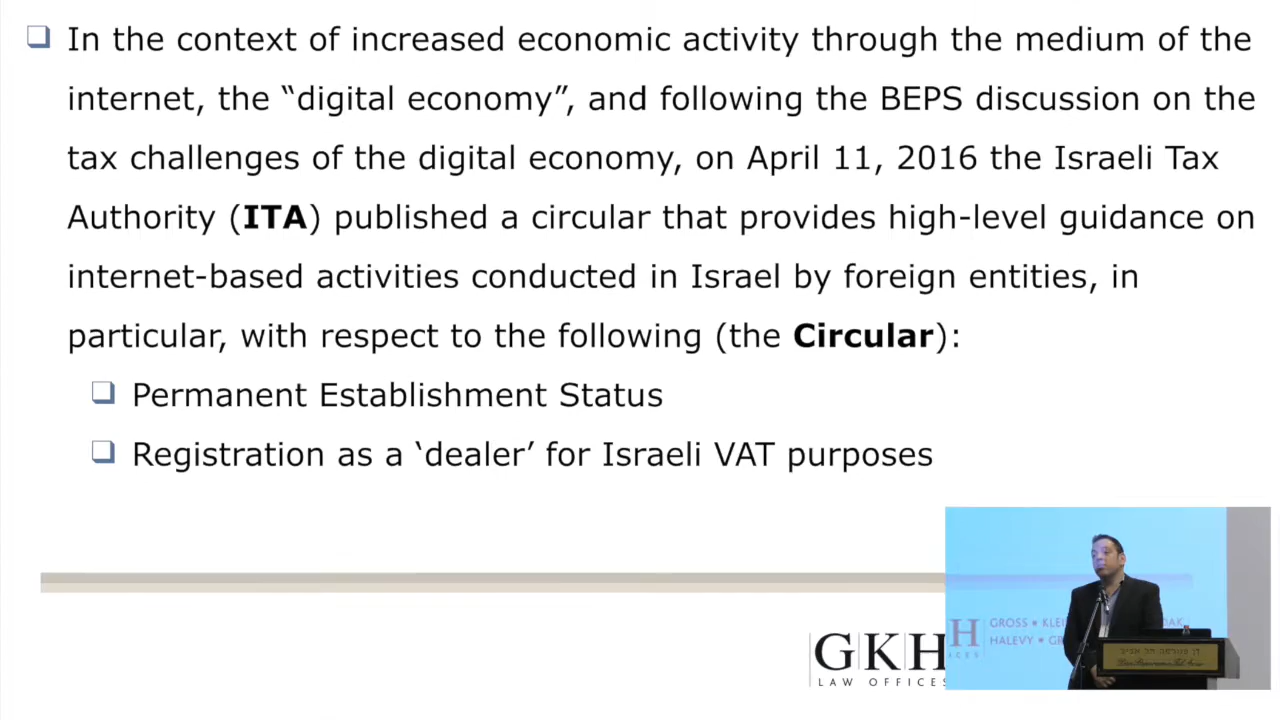 In the context of increased economic activity through the medium of the
internet, the “digital economy”, and following the BEPS discussion on the
tax challenges of the digital economy, on April 11, 2016 the Israeli Tax
Authority (ITA) published a circular that provides high-level guidance on
internet-based activities conducted in Israel by foreign entities, in
particular, with respect to the following (the Circular):
Permanent Establishment Status
Registration as a ‘dealer’ for Israeli VAT purposes
GKH
LAW OFFICES
GROSS
HALEVY